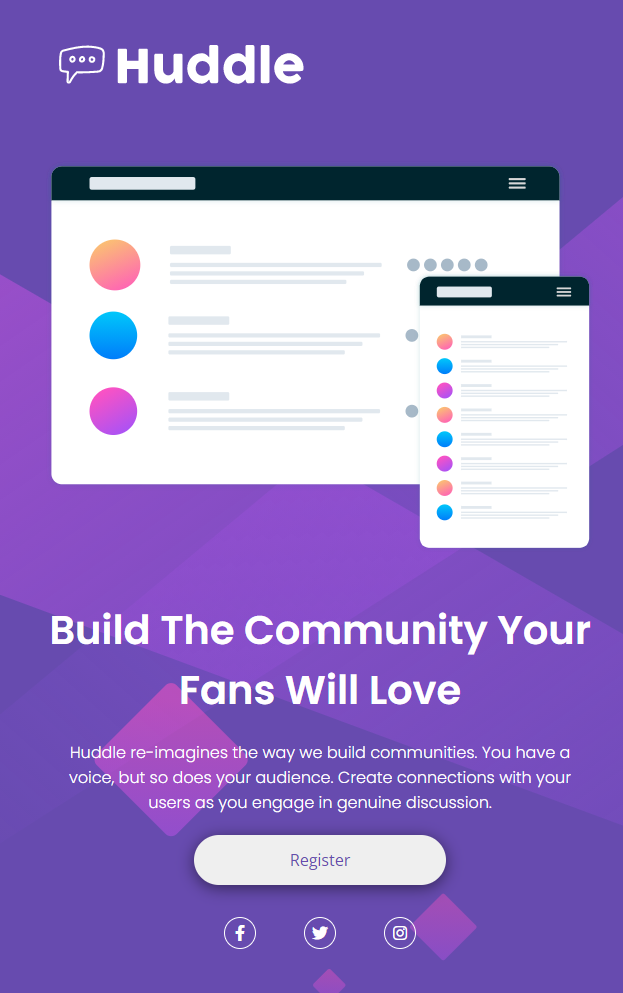 Huddle
Build The Community Your
Fans Will Love
Huddle re-imagines the way we build communities. You have a
voice, but so does your audience. Create connections with your
users as you engage in genuine discussion.
Register